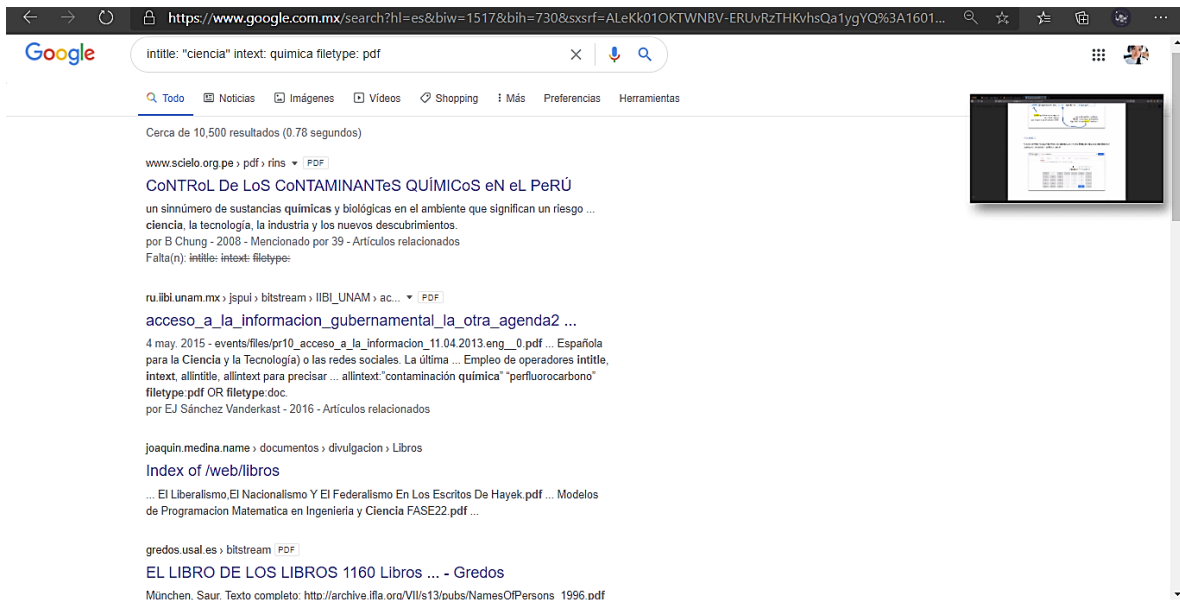 https://www.google.com.mx/search?hl=es&biw=1517&bih=730&sxsrf=ALeKk01OKTWNBV-ERUvRzTHKvhsQa1ygYQ%3A1601...
Google
intitle: "ciencia" intext: quimica filetype: pdf
Todo Noticias Imágenes Vídeos Shopping Más Preferencias Herramientas
Cerca de 10,500 resultados (0.78 segundos)
www.scielo.org.pe › pdf › rins PDF
CoNTRoL De LoS CoNTAMINANTeS QUÍMICoS eN eL PeRÚ
un sinnúmero de sustancias químicas y biológicas en el ambiente que significan un riesgo ...
ciencia, la tecnología, la industria y los nuevos descubrimientos.
por B Chung - 2008 - Mencionado por 39 - Artículos relacionados
Falta(n): intitle: intext: filetype:
ru.iibi.unam.mx › jspui › bitstream › IIBI_UNAM › ac... PDF
acceso_a_la_informacion_gubernamental_la_otra_agenda2 ...
4 may. 2015 - events/files/pr10_acceso_a_la_informacion_11.04.2013.eng__0.pdf ... Española
para la Ciencia y la Tecnología) o las redes sociales. La última ... Empleo de operadores intitle,
intext, allintitle, allintext para precisar ... allintext:"contaminación química" “perfluorocarbono”
filetype:pdf OR filetype:doc.
por EJ Sánchez Vanderkast - 2016 - Artículos relacionados
joaquin.medina.name › documentos › divulgacion › Libros
Index of /web/libros
... El Liberalismo,El Nacionalismo Y El Federalismo En Los Escritos De Hayek.pdf ... Modelos
de Programacion Matematica en Ingenieria y Ciencia FASE22.pdf ...
gredos.usal.es › bitstream PDF
EL LIBRO DE LOS LIBROS 1160 Libros ... - Gredos
München, Saur. Texto completo: http://archive.ifla.org/VII/s13/pubs/NamesOfPersons_1996.pdf